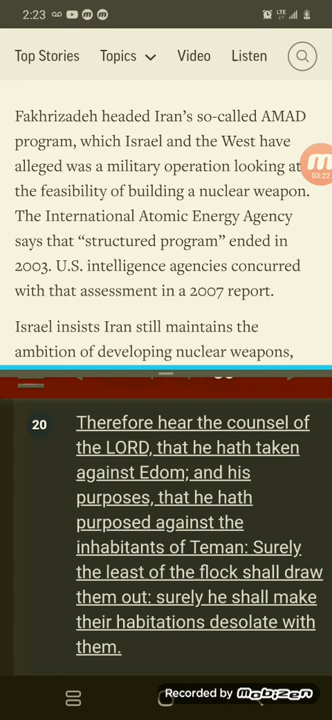 2:23
LTE
Top Stories Topics Video Listen
Fakhrizadeh headed Iran’s so-called AMAD
program, which Israel and the West have
alleged was a military operation looking at
the feasibility of building a nuclear weapon.
03:22
The International Atomic Energy Agency
says that “structured program” ended in
2003. U.S. intelligence agencies concurred
with that assessment in a 2007 report.
Israel insists Iran still maintains the
ambition of developing nuclear weapons,
20 Therefore hear the counsel of
the LORD, that he hath taken
against Edom; and his
purposes, that he hath
purposed against the
inhabitants of Teman: Surely
the least of the flock shall draw
them out: surely he shall make
their habitations desolate with
them.
Recorded by mobizen